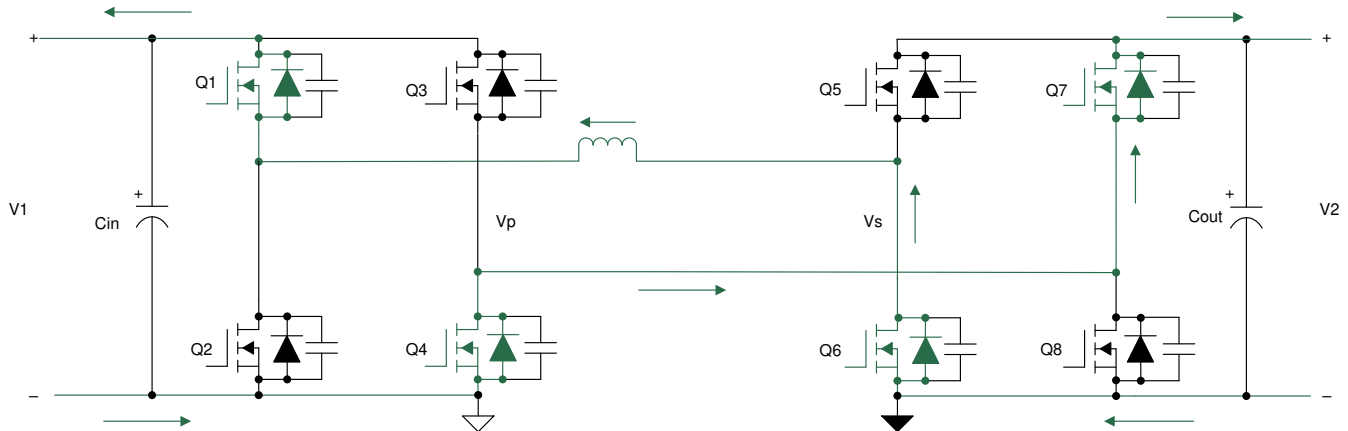 +
+
Q1
Q3
Q5
Q7
+
+
V1
Cin
Vp
Vs
Cout
V2
Q2
Q4
Q6
Q8
–
–